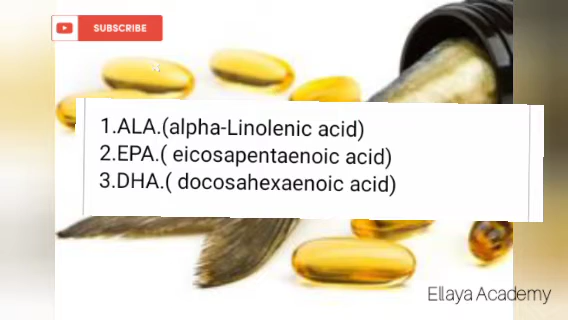 SUBSCRIBE
1.ALA.(alpha-Linolenic acid)
2.EPA.( eicosapentaenoic acid)
3.DHA.( docosahexaenoic acid)
Ellaya Academy